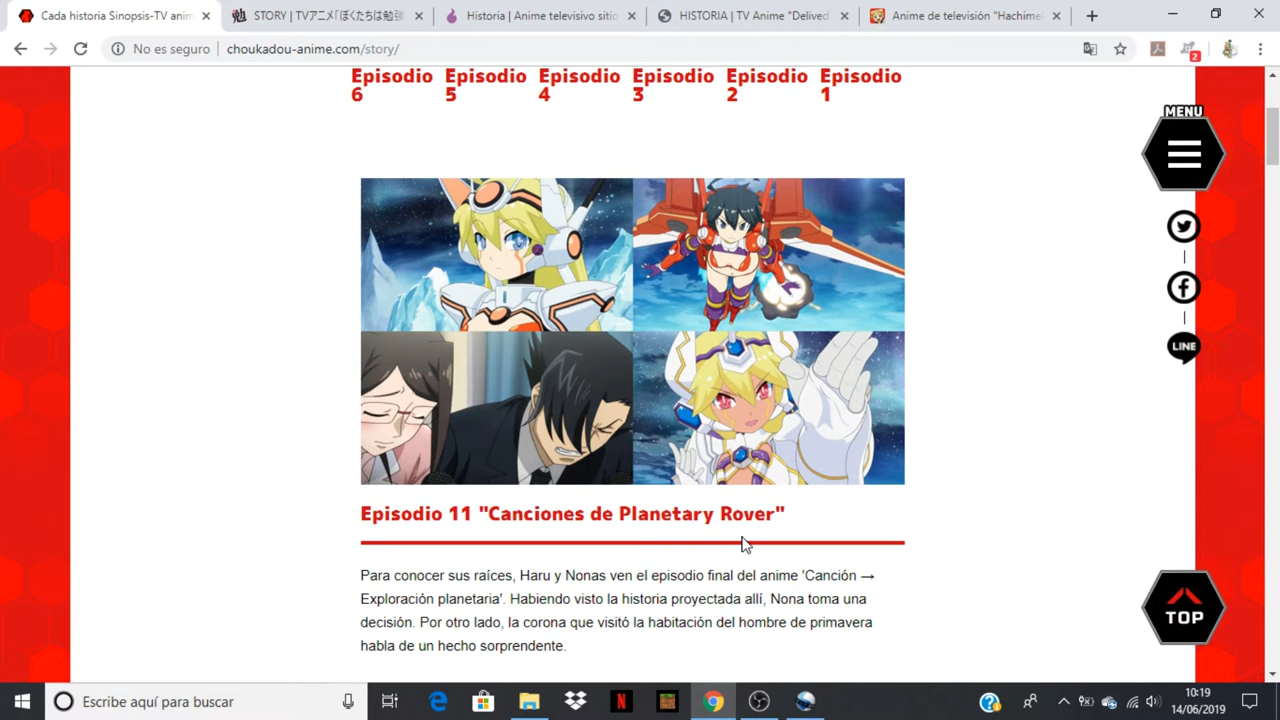 Cada historia Sinopsis-TV anim
STORY | TVアニメ「ぼくたちは勉強
Historia | Anime televisivo sitio
HISTORIA | TV Anime "Delived
Anime de televisión "Hachimel
No es seguro
choukadou-anime.com/story/
2
Episodio 6
Episodio 5
Episodio 4
Episodio 3
Episodio 2
Episodio 1
MENU
LINE
Episodio 11 "Canciones de Planetary Rover"
Para conocer sus raíces, Haru y Nonas ven el episodio final del anime 'Canción →
Exploración planetaria'. Habiendo visto la historia proyectada allí, Nona toma una
decisión. Por otro lado, la corona que visitó la habitación del hombre de primavera
habla de un hecho sorprendente.
TOP
Escribe aquí para buscar
10:19
14/06/2019